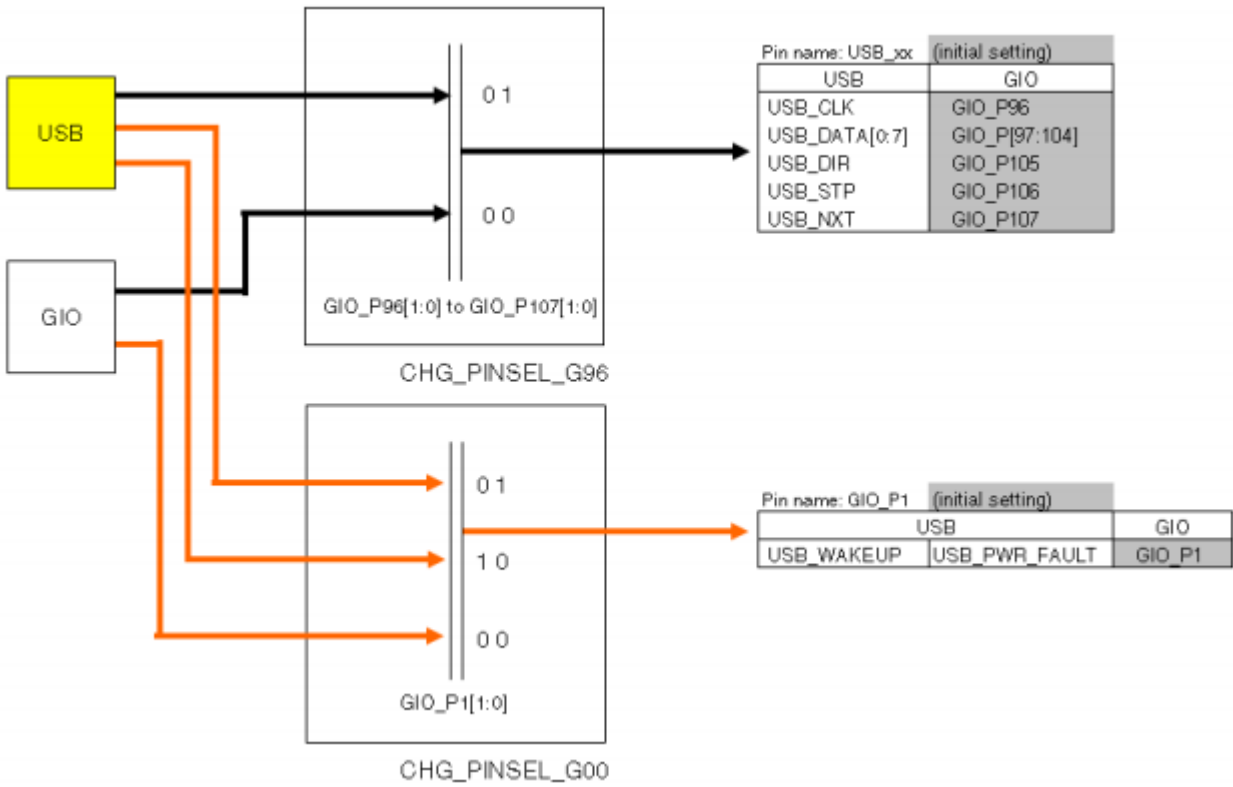 USB
GIO
0 1
0 0
GIO_P96[1:0] to GIO_P107[1:0]
CHG_PINSEL_G96
Pin name: USB_xx (initial setting)
USB GIO
USB_CLK GIO_P96
USB_DATA[0:7] GIO_P[97:104]
USB_DIR GIO_P105
USB_STP GIO_P106
USB_NXT GIO_P107
0 1
1 0
0 0
GIO_P1[1:0]
CHG_PINSEL_G00
Pin name: GIO_P1 (initial setting)
USB GIO
USB_WAKEUP USB_PWR_FAULT GIO_P1